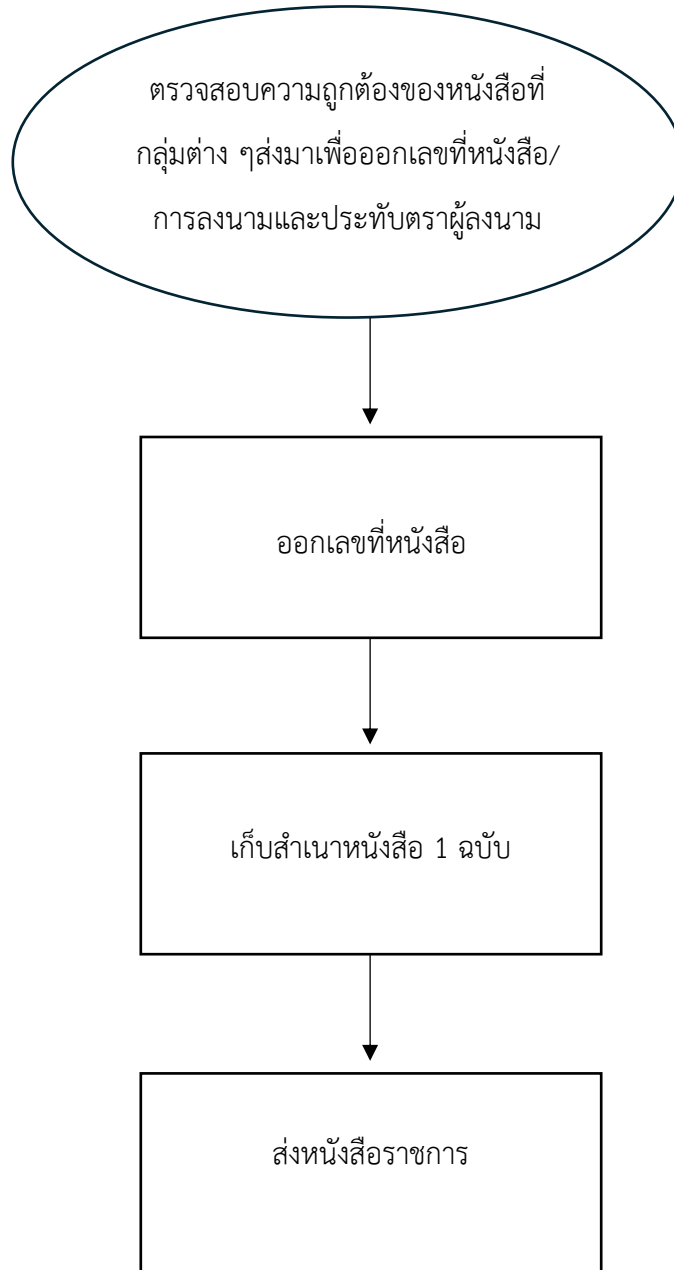 ตรวจสอบความถูกต้องของหนังสือที่
กลุ่มต่าง ๆส่งมาเพื่อออกเลขที่หนังสือ/
การลงนามและประทับตราผู้ลงนาม
ออกเลขที่หนังสือ
เก็บสำเนาหนังสือ 1 ฉบับ
ส่งหนังสือราชการ